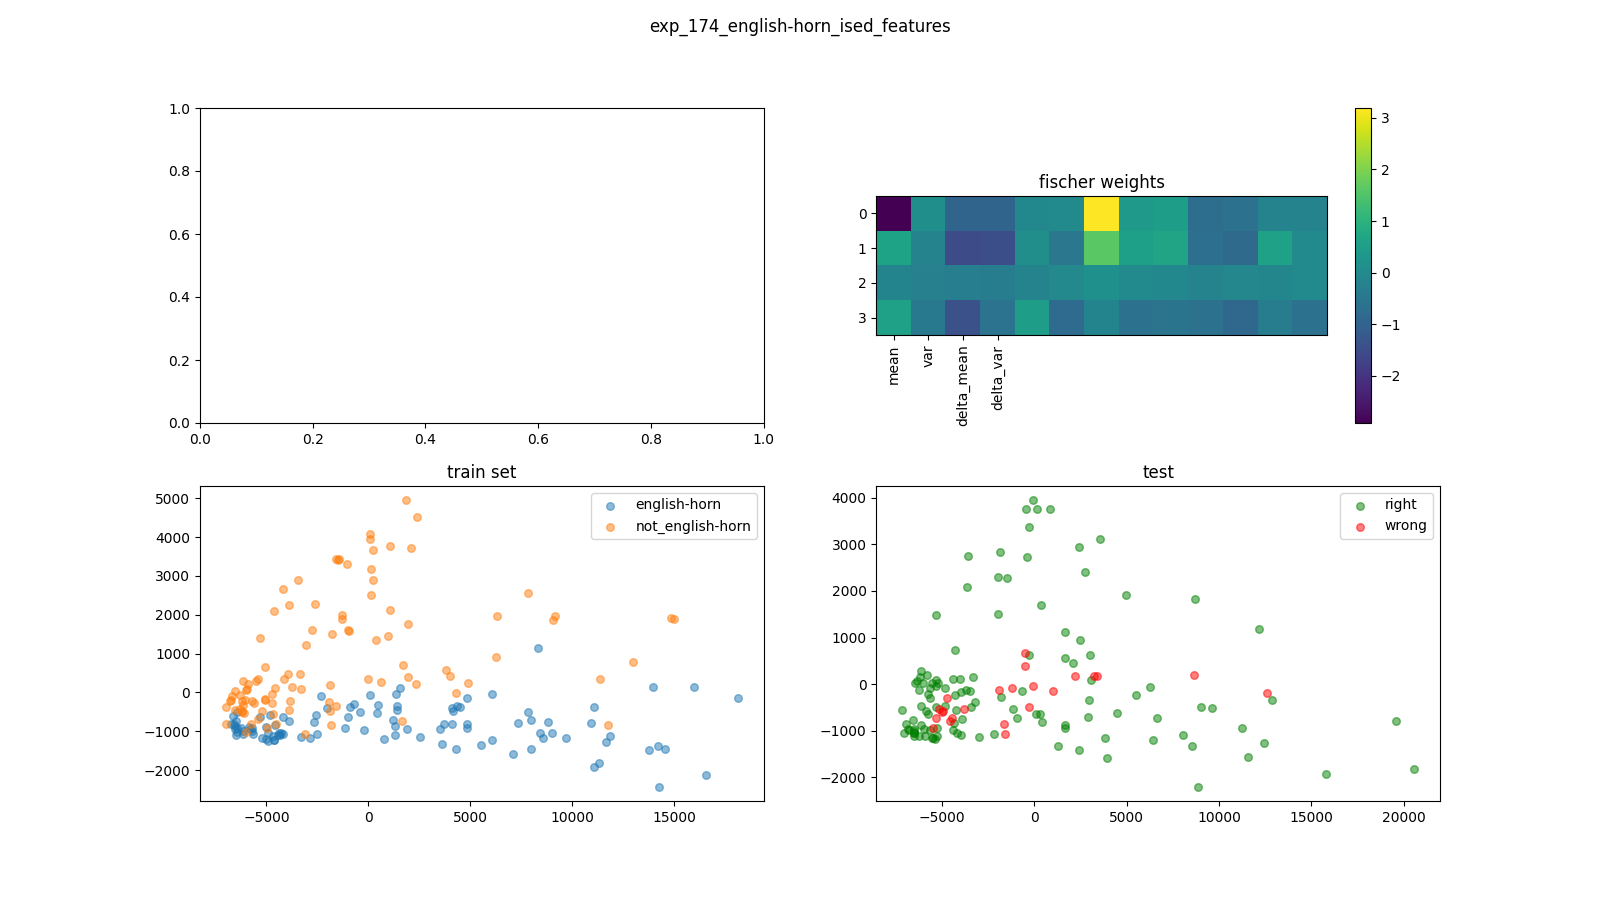 exp_174_english-horn_ised_features
1.0
0.8
0.6
0.4
0.2
0.0
0.0 0.2 0.4 0.6 0.8 1.0
fischer weights
0
1
2
3
mean var delta_mean delta_var
3
2
1
0
−1
−2
train set
english-horn
not_english-horn
5000
4000
3000
2000
1000
0
−1000
−2000
−5000 0 5000 10000 15000
test
right
wrong
4000
3000
2000
1000
0
−1000
−2000
−5000 0 5000 10000 15000 20000